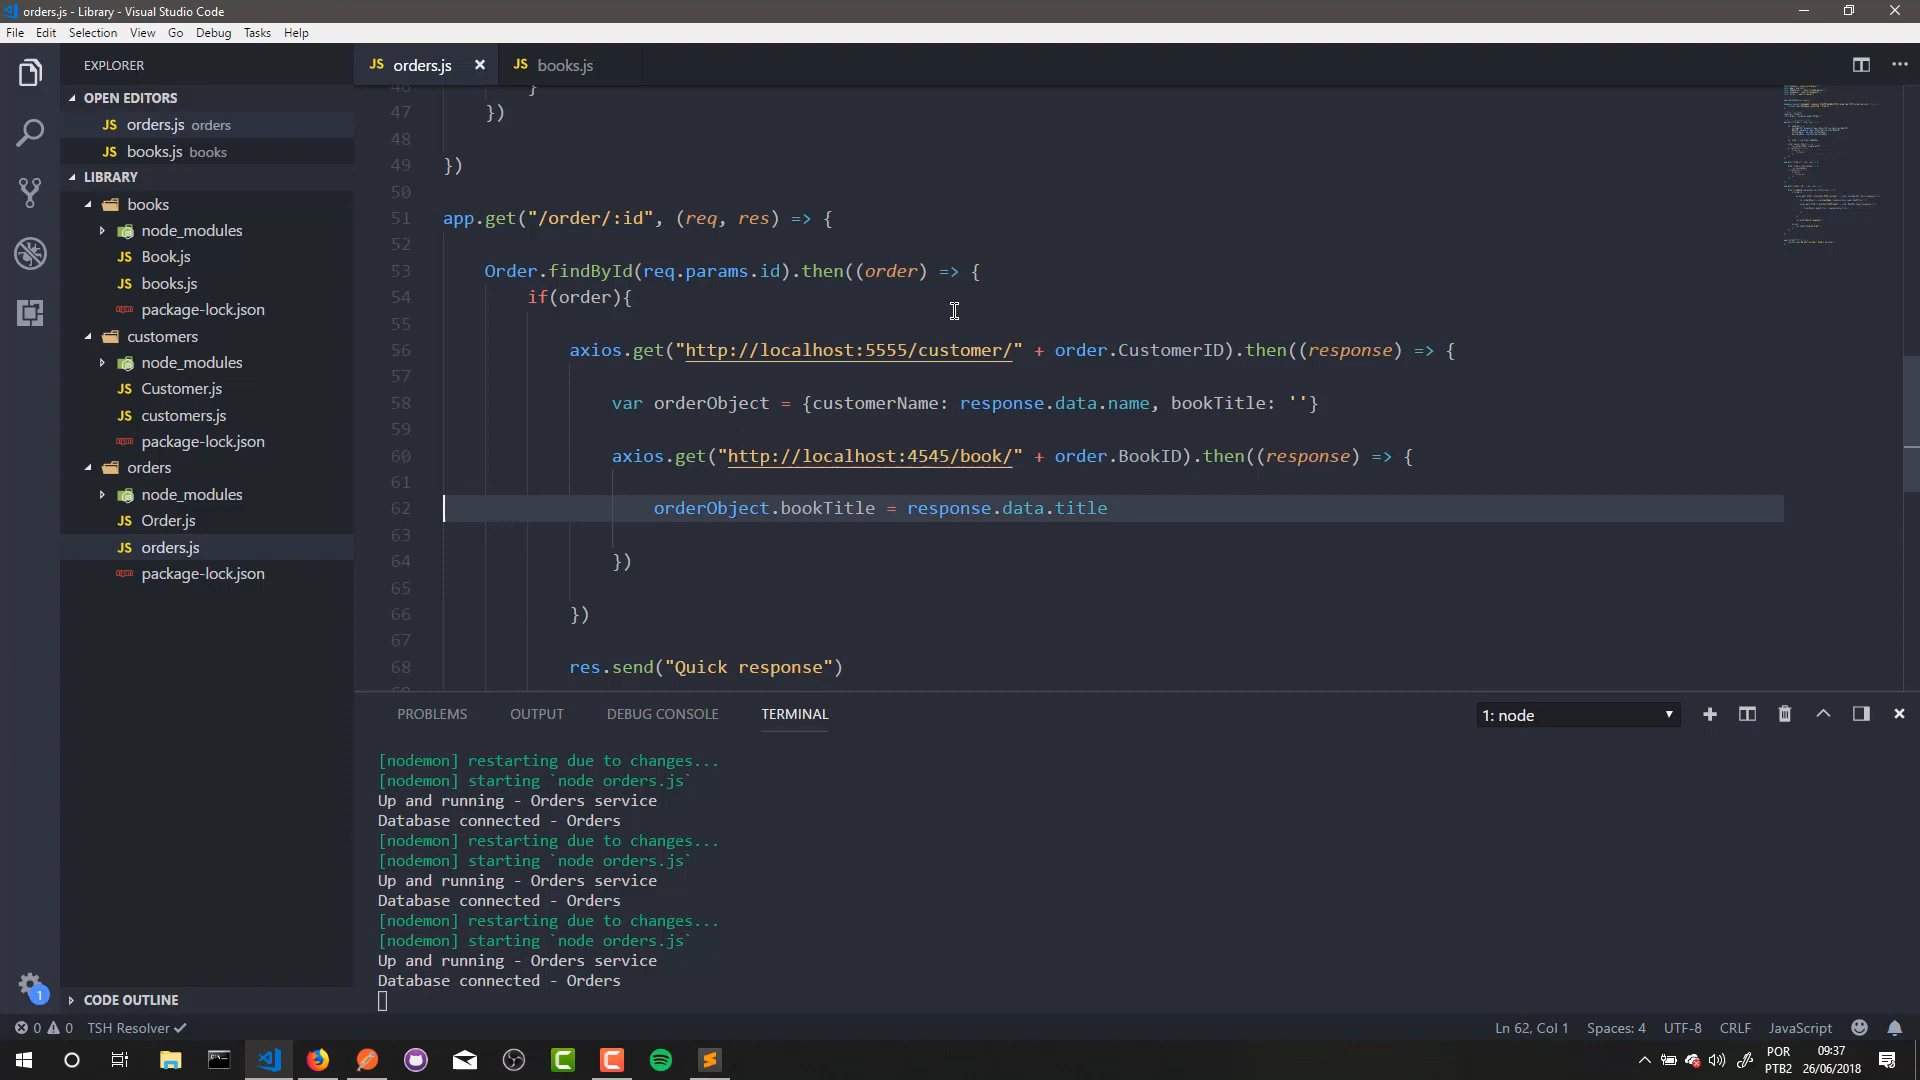 orders.js - Library - Visual Studio Code
File Edit Selection View Go Debug Tasks Help
EXPLORER
OPEN EDITORS
JS orders.js orders
JS books.js books
LIBRARY
books
node_modules
JS Book.js
JS books.js
package-lock.json
customers
node_modules
JS Customer.js
JS customers.js
package-lock.json
orders
node_modules
JS Order.js
JS orders.js
package-lock.json
CODE OUTLINE
JS orders.js
JS books.js
46 }
47 })
48
49 })
50
51 app.get("/order/:id", (req, res) => {
52
53 Order.findById(req.params.id).then((order) => {
54 if(order){
55
56 axios.get("http://localhost:5555/customer/" + order.CustomerID).then((response) => {
57
58 var orderObject = {customerName: response.data.name, bookTitle: ''}
59
60 axios.get("http://localhost:4545/book/" + order.BookID).then((response) => {
61
62 orderObject.bookTitle = response.data.title
63
64 })
65
66 })
67
68 res.send("Quick response")
PROBLEMS OUTPUT DEBUG CONSOLE TERMINAL
1: node
[nodemon] restarting due to changes...
[nodemon] starting `node orders.js`
Up and running - Orders service
Database connected - Orders
[nodemon] restarting due to changes...
[nodemon] starting `node orders.js`
Up and running - Orders service
Database connected - Orders
[nodemon] restarting due to changes...
[nodemon] starting `node orders.js`
Up and running - Orders service
Database connected - Orders
1
0 0 TSH Resolver
Ln 62, Col 1 Spaces: 4 UTF-8 CRLF JavaScript
POR
PTB2
09:37
26/06/2018